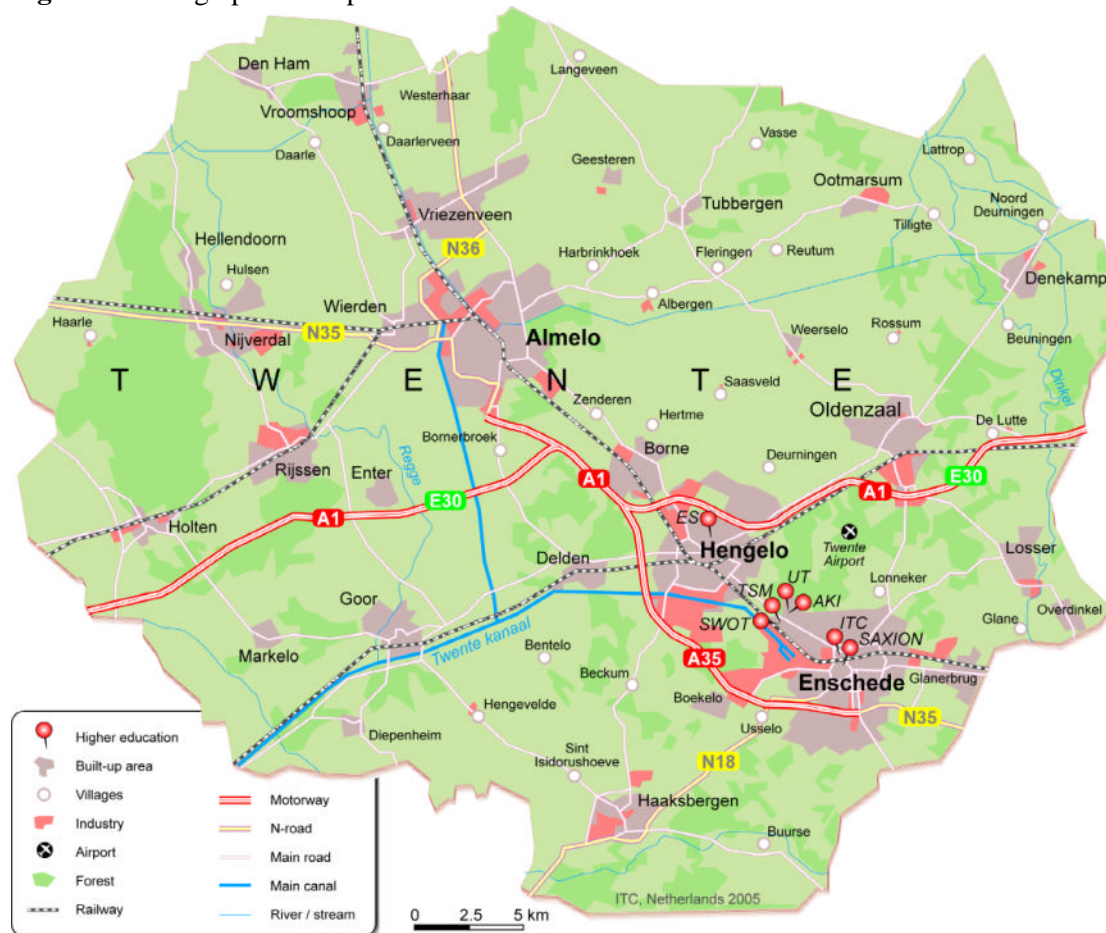 Den Ham
Langeveen
Westerhaar
Vroomshoop
Daarlerveen
Daarle
Vasse
Lattrop
Geesteren
Ootmarsum
Noord
Deurningen
Tubbergen
Vriezenveen
Tilligte
Hellendoorn
N36
Harbrinkhoek
Fleringen
Reutum
Hulsen
Denekamp
Wierden
Albergen
Haarle
N35
Nijverdal
Almelo
Weerselo
Rossum
Beuningen
T W E N T E
Dinkel
Saasveld
Zenderen
Hertme
Oldenzaal
De Lutte
Bornerbroek
Borne
Deurningen
Rijssen
Enter
Regge
A1
E30
A1
E30
A1
Holten
ES
Hengelo
Twente
Airport
Losser
Delden
UT
TSM
AKI
Lonneker
Goor
SWOT
ITC
SAXION
Glane
Overdinkel
Markelo
Twente kanaal
Bentelo
A35
Beckum
Enschede
Glanerbrug
Boekelo
Hengevelde
Usselo
N35
Diepenheim
Sint
Isidorushoeve
N18
Haaksbergen
Buurse
Higher education
Built-up area
Villages
Industry
Airport
Forest
Railway
Motorway
N-road
Main road
Main canal
River / stream
0 2.5 5 km
ITC, Netherlands 2005